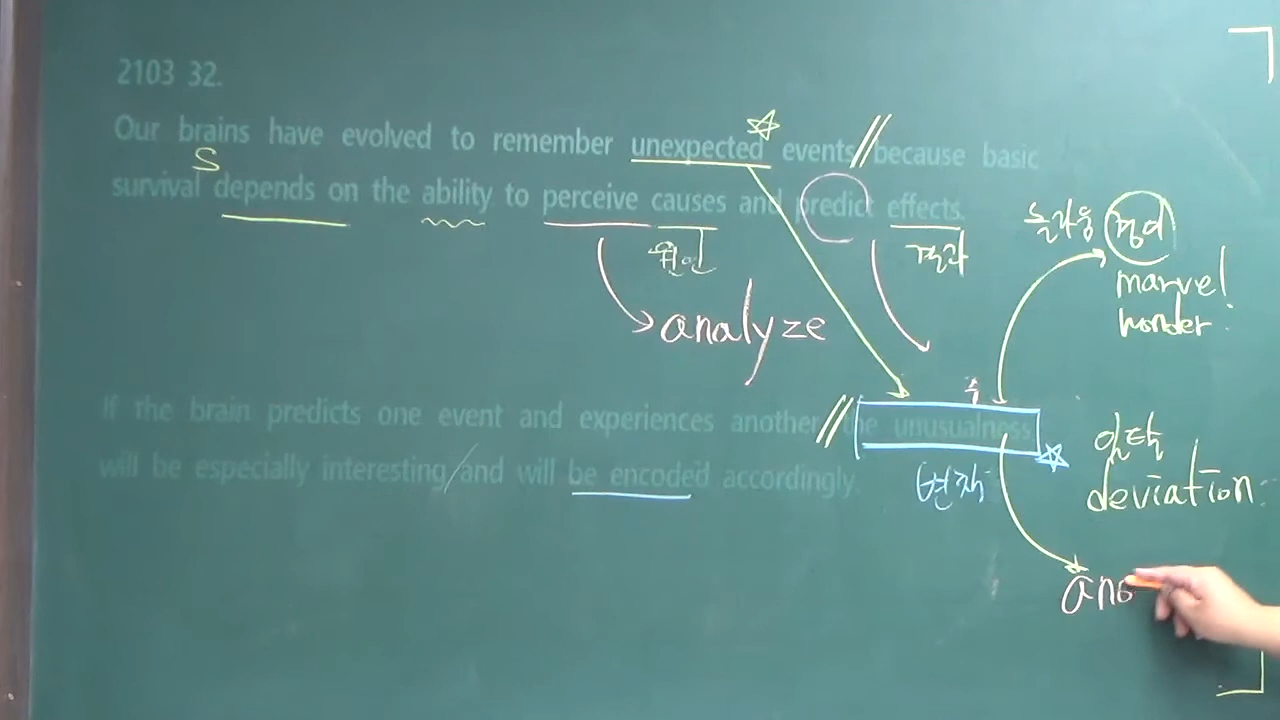 2103 32.
Our brains have evolved to remember unexpected events because basic
S
survival depends on the ability to perceive causes and predict effects.
원인
결과
놀라움 경이
marvel
wonder
analyze
주
If the brain predicts one event and experiences another, the unusualness
will be especially interesting and will be encoded accordingly.
일탈
deviation
ano